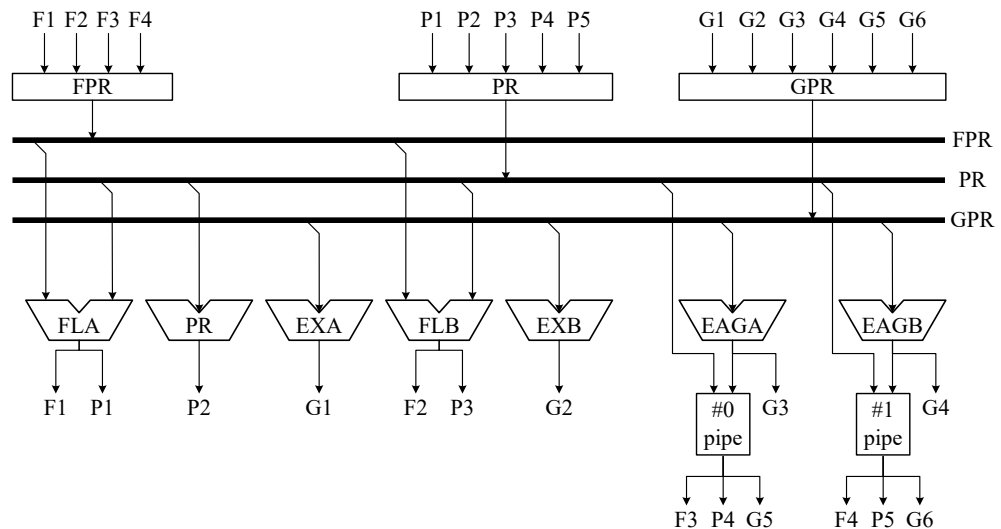 F1 F2 F3 F4 P1 P2 P3 P4 P5 G1 G2 G3 G4 G5 G6
FPR PR GPR
FPR
PR
GPR
FLA PR EXA FLB EXB EAGA EAGB
F1 P1 P2 G1 F2 P3 G2 #0 G3 #1 G4
pipe pipe
F3 P4 G5 F4 P5 G6